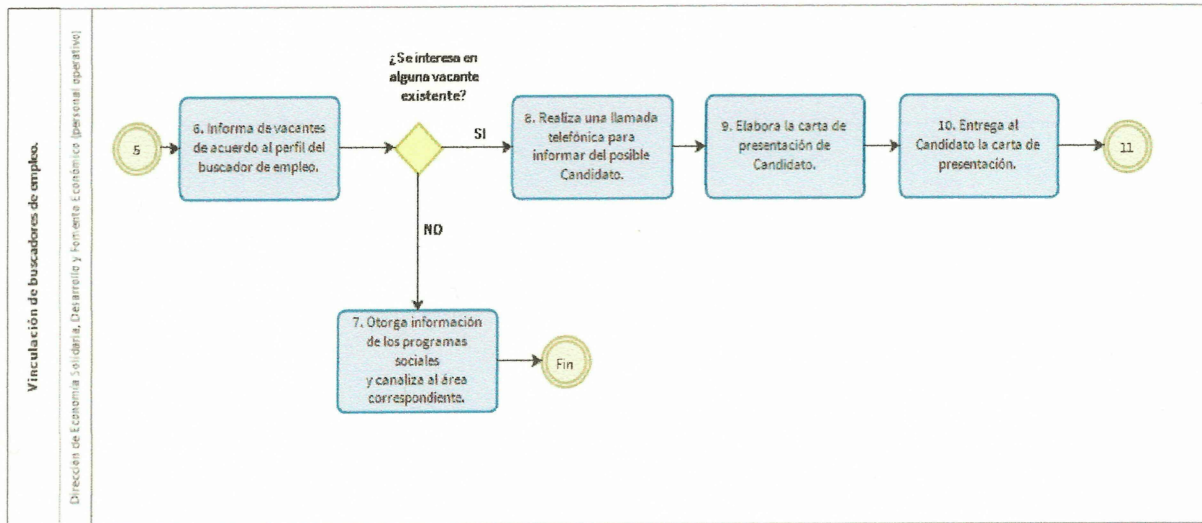 Vinculación de buscadores de empleo.
Dirección de Economía Solidaria, Desarrollo y Fomento Económico (personal operativo)
5
6. Informa de vacantes
de acuerdo al perfil del
buscador de empleo.
¿Se interesa en
alguna vacante
existente?
SI
8. Realiza una llamada
telefónica para
informar del posible
Candidato.
9. Elabora la carta de
presentación de
Candidato.
10. Entrega al
Candidato la carta de
presentación.
11
NO
7. Otorga información
de los programas
sociales
y canaliza al área
correspondiente.
Fin